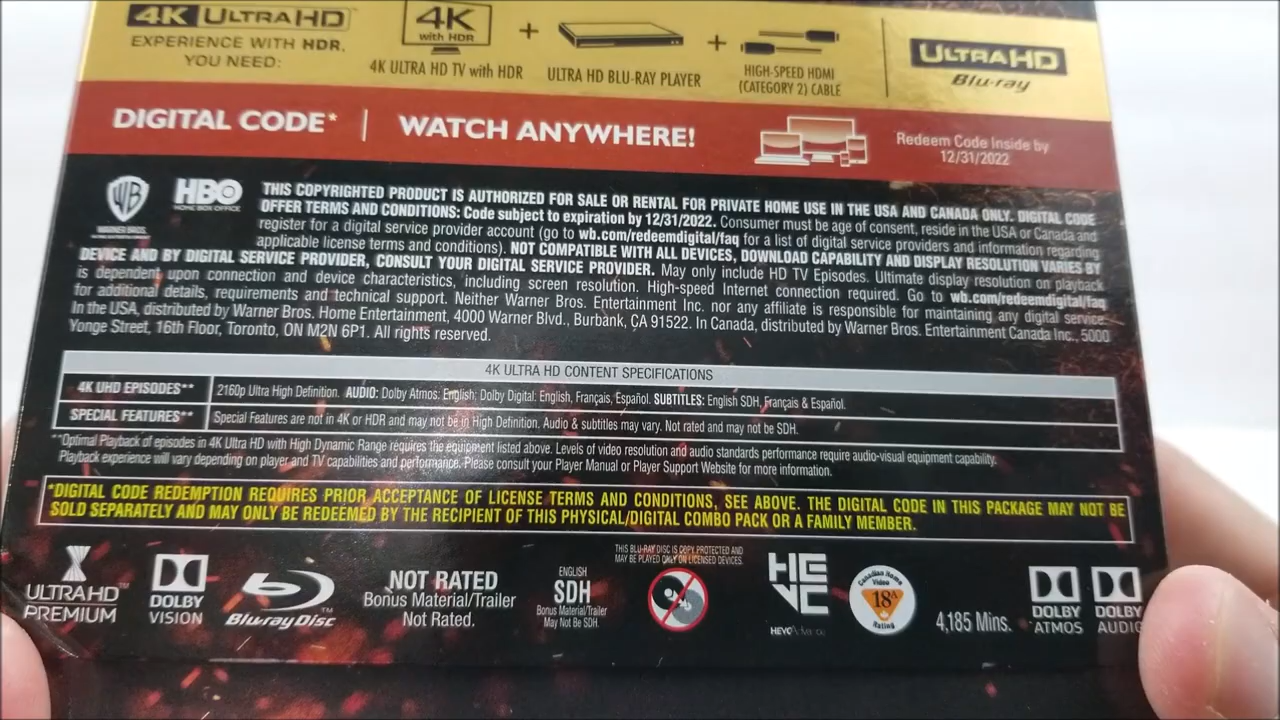 4K ULTRA HD
EXPERIENCE WITH HDR.
YOU NEED:
4K
with HDR
4K ULTRA HD TV with HDR
+
ULTRA HD BLU-RAY PLAYER
+
HIGH-SPEED HDMI
(CATEGORY 2) CABLE
ULTRA HD
Blu-ray
DIGITAL CODE* | WATCH ANYWHERE!
Redeem Code Inside by
12/31/2022
WB
WARNER BROS.
HBO
HOME BOX OFFICE
THIS COPYRIGHTED PRODUCT IS AUTHORIZED FOR SALE OR RENTAL FOR PRIVATE HOME USE IN THE USA AND CANADA ONLY. DIGITAL CODE
OFFER TERMS AND CONDITIONS: Code subject to expiration by 12/31/2022. Consumer must be age of consent, reside in the USA or Canada and
register for a digital service provider account (go to wb.com/redeemdigital/faq for a list of digital service providers and information regarding
applicable license terms and conditions). NOT COMPATIBLE WITH ALL DEVICES, DOWNLOAD CAPABILITY AND DISPLAY RESOLUTION VARIES BY
DEVICE AND BY DIGITAL SERVICE PROVIDER, CONSULT YOUR DIGITAL SERVICE PROVIDER. May only include HD TV Episodes. Ultimate display resolution on playback
is dependent upon connection and device characteristics, including screen resolution. High-speed Internet connection required. Go to wb.com/redeemdigital/faq
for additional details, requirements and technical support. Neither Warner Bros. Entertainment Inc. nor any affiliate is responsible for maintaining any digital service.
In the USA, distributed by Warner Bros. Home Entertainment, 4000 Warner Blvd., Burbank, CA 91522. In Canada, distributed by Warner Bros. Entertainment Canada Inc., 5000
Yonge Street, 16th Floor, Toronto, ON M2N 6P1. All rights reserved.
4K ULTRA HD CONTENT SPECIFICATIONS
4K UHD EPISODES** 2160p Ultra High Definition. AUDIO: Dolby Atmos: English; Dolby Digital: English, Français, Español. SUBTITLES: English SDH, Français & Español.
SPECIAL FEATURES** Special Features are not in 4K or HDR and may not be in High Definition. Audio & subtitles may vary. Not rated and may not be SDH.
**Optimal Playback of episodes in 4K Ultra HD with High Dynamic Range requires the equipment listed above. Levels of video resolution and audio standards performance require audio-visual equipment capability.
Playback experience will vary depending on player and TV capabilities and performance. Please consult your Player Manual or Player Support Website for more information.
*DIGITAL CODE REDEMPTION REQUIRES PRIOR ACCEPTANCE OF LICENSE TERMS AND CONDITIONS, SEE ABOVE. THE DIGITAL CODE IN THIS PACKAGE MAY NOT BE
SOLD SEPARATELY AND MAY ONLY BE REDEEMED BY THE RECIPIENT OF THIS PHYSICAL/DIGITAL COMBO PACK OR A FAMILY MEMBER.
ULTRA HD™
PREMIUM
DOLBY
VISION
Blu-ray Disc™
NOT RATED
Bonus Material/Trailer
Not Rated.
ENGLISH
SDH
Bonus Material/Trailer
May Not Be SDH.
THIS BLU-RAY DISC IS COPY PROTECTED AND
MAY BE PLAYED ONLY ON LICENSED DEVICES.
HEVC
HEVC Advance
Canadian Home
Video
18A
Rating
4,185 Mins.
DOLBY
ATMOS
DOLBY
AUDIO